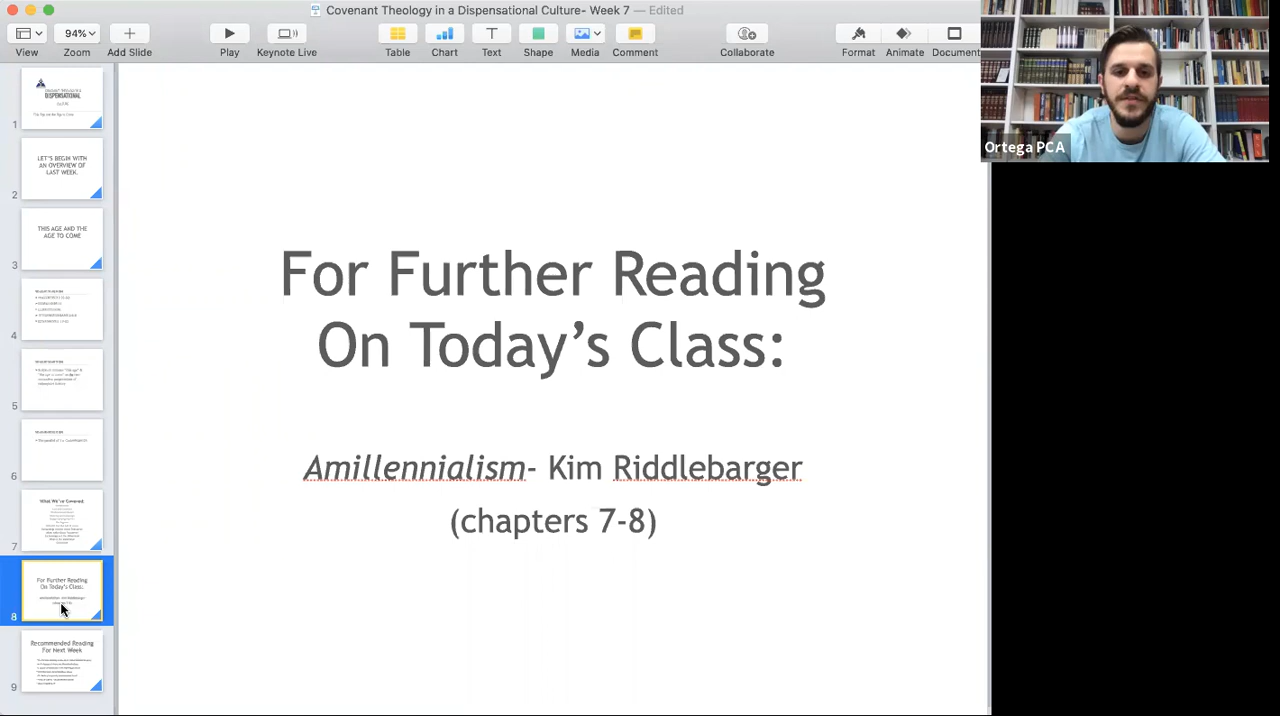 Covenant Theology in a Dispensational Culture- Week 7 — Edited
View
94%
Zoom
Add Slide
Play
Keynote Live
Table
Chart
Text
Shape
Media
Comment
Collaborate
Format
Animate
Document
Ortega PCA
For Further Reading
On Today's Class:
Amillennialism- Kim Riddlebarger
(chapters 7-8)
DISPENSATIONAL
1
LET'S BEGIN WITH
AN OVERVIEW OF
LAST WEEK.
2
THIS AGE AND THE
AGE TO COME
3
4
5
6
What We've Covered:
7
For Further Reading
On Today's Class:
8
Recommended Reading
For Next Week
9